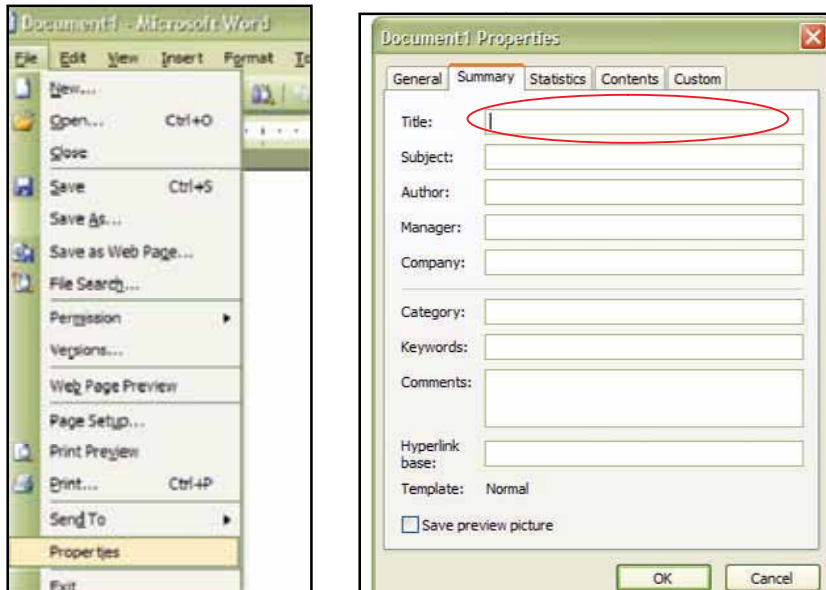 Document1 - Microsoft Word
File Edit View Insert Format
New...
Open... Ctrl+O
Close
Save Ctrl+S
Save As...
Save as Web Page...
File Search...
Permission
Versions...
Web Page Preview
Page Setup...
Print Preview
Print... Ctrl+P
Send To
Properties
Exit
Document1 Properties
General Summary Statistics Contents Custom
Title:
Subject:
Author:
Manager:
Company:
Category:
Keywords:
Comments:
Hyperlink
base:
Template: Normal
Save preview picture
OK Cancel